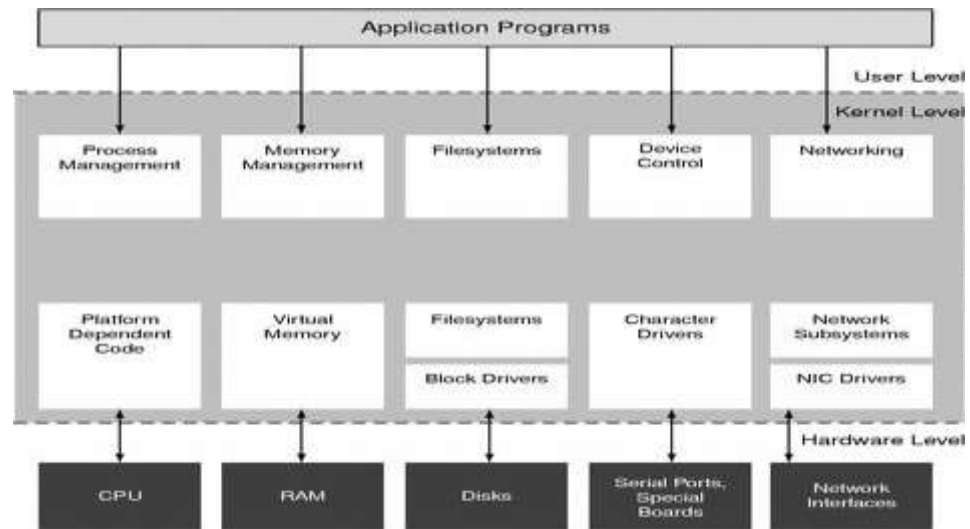 Application Programs
User Level
Kernel Level
Process
Management
Memory
Management
Filesystems
Device
Control
Networking
Platform
Dependent
Code
Virtual
Memory
Filesystems
Block Drivers
Character
Drivers
Network
Subsystems
NIC Drivers
Hardware Level
CPU
RAM
Disks
Serial Ports,
Special
Boards
Network
Interfaces